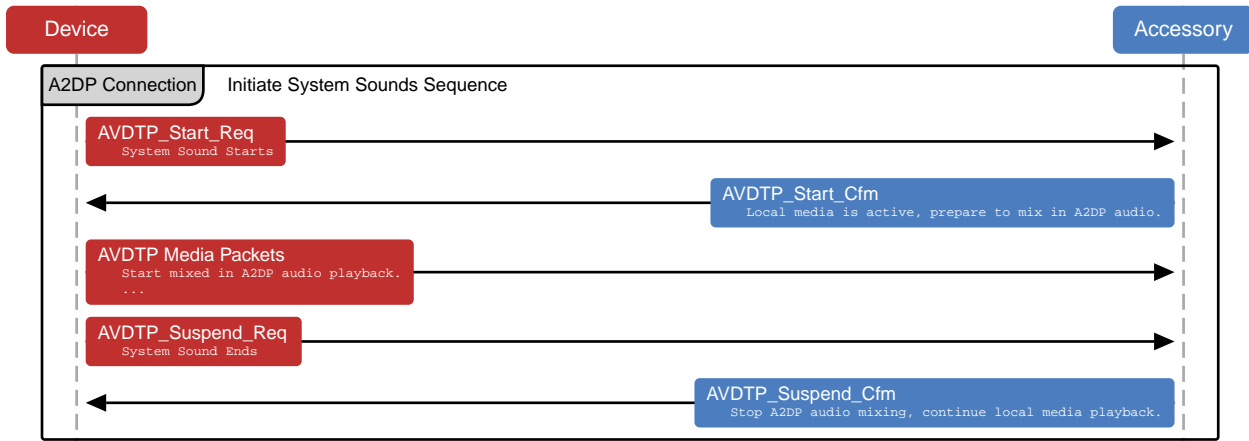 Device
Accessory
A2DP Connection
Initiate System Sounds Sequence
AVDTP_Start_Req
System Sound Starts
AVDTP_Start_Cfm
Local media is active, prepare to mix in A2DP audio.
AVDTP Media Packets
Start mixed in A2DP audio playback.
...
AVDTP_Suspend_Req
System Sound Ends
AVDTP_Suspend_Cfm
Stop A2DP audio mixing, continue local media playback.